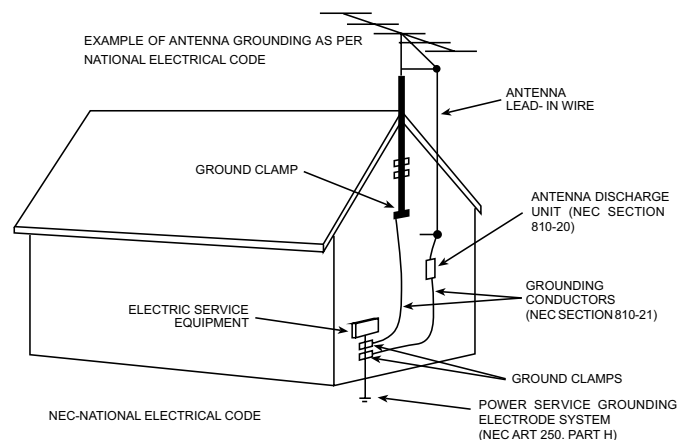 EXAMPLE OF ANTENNA GROUNDING AS PER
NATIONAL ELECTRICAL CODE
ANTENNA
LEAD- IN WIRE
GROUND CLAMP
ANTENNA DISCHARGE
UNIT (NEC SECTION
810-20)
GROUNDING
CONDUCTORS
(NEC SECTION 810-21)
ELECTRIC SERVICE
EQUIPMENT
GROUND CLAMPS
POWER SERVICE GROUNDING
ELECTRODE SYSTEM
(NEC ART 250, PART H)
NEC-NATIONAL ELECTRICAL CODE